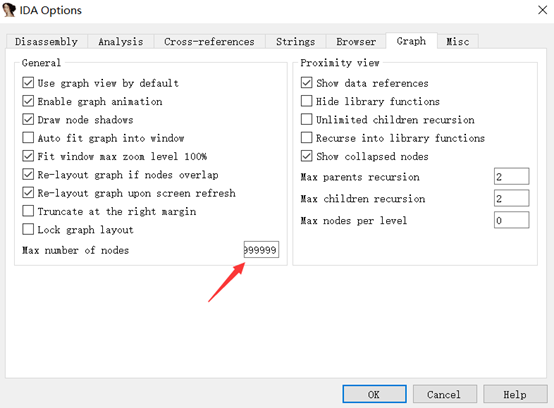 IDA Options
Disassembly Analysis Cross-references Strings Browser Graph Misc
General
Use graph view by default
Enable graph animation
Draw node shadows
Auto fit graph into window
Fit window max zoom level 100%
Re-layout graph if nodes overlap
Re-layout graph upon screen refresh
Truncate at the right margin
Lock graph layout
Max number of nodes 999999
Proximity view
Show data references
Hide library functions
Unlimited children recursion
Recurse into library functions
Show collapsed nodes
Max parents recursion 2
Max children recursion 2
Max nodes per level 0
OK Cancel Help